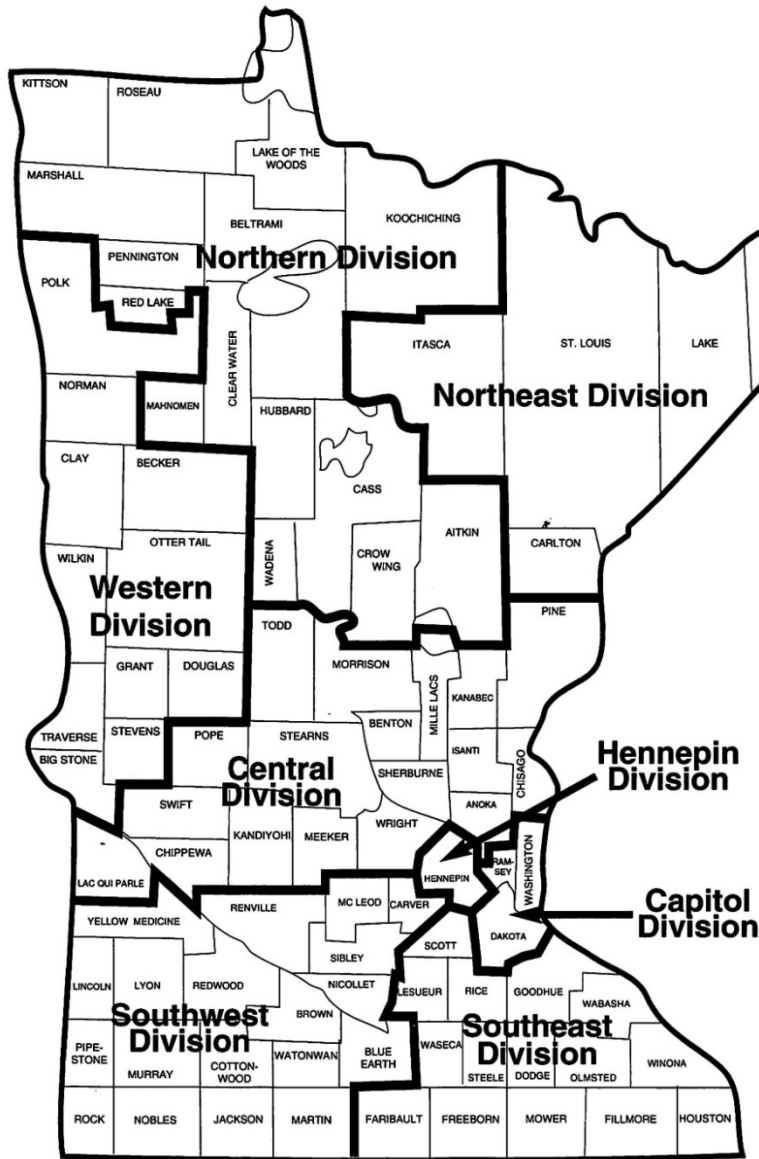 KITTSON
ROSEAU
LAKE OF THE
WOODS
MARSHALL
KOOCHICHING
BELTRAMI
PENNINGTON
Northern Division
POLK
RED LAKE
ITASCA
ST. LOUIS
LAKE
CLEAR WATER
NORMAN
MAHNOMEN
Northeast Division
HUBBARD
CLAY
BECKER
CASS
AITKIN
OTTER TAIL
WILKIN
WADENA
CROW
WING
CARLTON
Western
Division
PINE
TODD
GRANT
DOUGLAS
MORRISON
MILLE LACS
KANABEC
TRAVERSE
STEVENS
POPE
STEARNS
BENTON
ISANTI
CHISAGO
BIG STONE
Central
Division
SHERBURNE
Hennepin
Division
SWIFT
ANOKA
KANDIYOHI
MEEKER
WRIGHT
CHIPPEWA
RAM-
SEY
WASHINGTON
LAC QUI PARLE
HENNEPIN
RENVILLE
MC LEOD
CARVER
Capitol
Division
YELLOW MEDICINE
DAKOTA
SCOTT
SIBLEY
LINCOLN
LYON
REDWOOD
NICOLLET
LESUEUR
RICE
GOODHUE
WABASHA
Southwest
Division
BROWN
Southeast
Division
PIPE-
STONE
MURRAY
COTTON-
WOOD
WATONWAN
BLUE
EARTH
WASECA
STEELE
DODGE
OLMSTED
WINONA
ROCK
NOBLES
JACKSON
MARTIN
FARIBAULT
FREEBORN
MOWER
FILLMORE
HOUSTON